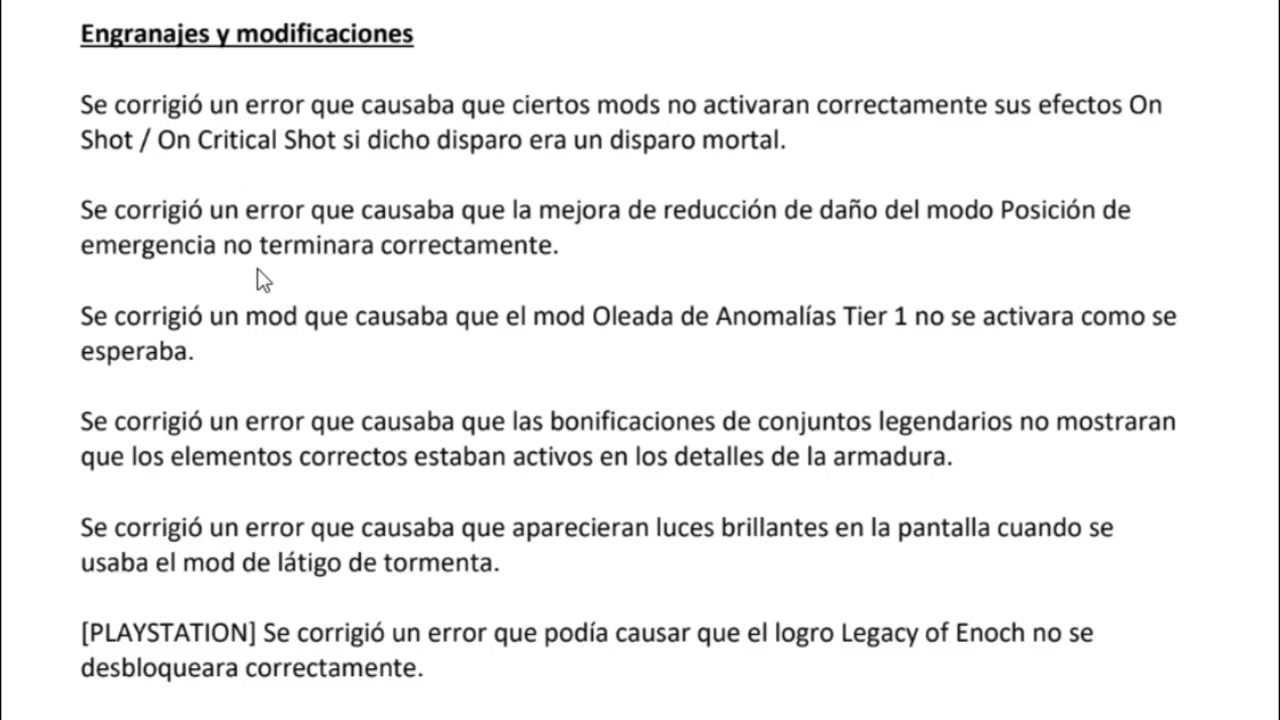 Engranajes y modificaciones
Se corrigió un error que causaba que ciertos mods no activaran correctamente sus efectos On
Shot / On Critical Shot si dicho disparo era un disparo mortal.
Se corrigió un error que causaba que la mejora de reducción de daño del modo Posición de
emergencia no terminara correctamente.
Se corrigió un mod que causaba que el mod Oleada de Anomalías Tier 1 no se activara como se
esperaba.
Se corrigió un error que causaba que las bonificaciones de conjuntos legendarios no mostraran
que los elementos correctos estaban activos en los detalles de la armadura.
Se corrigió un error que causaba que aparecieran luces brillantes en la pantalla cuando se
usaba el mod de látigo de tormenta.
[PLAYSTATION] Se corrigió un error que podía causar que el logro Legacy of Enoch no se
desbloqueara correctamente.